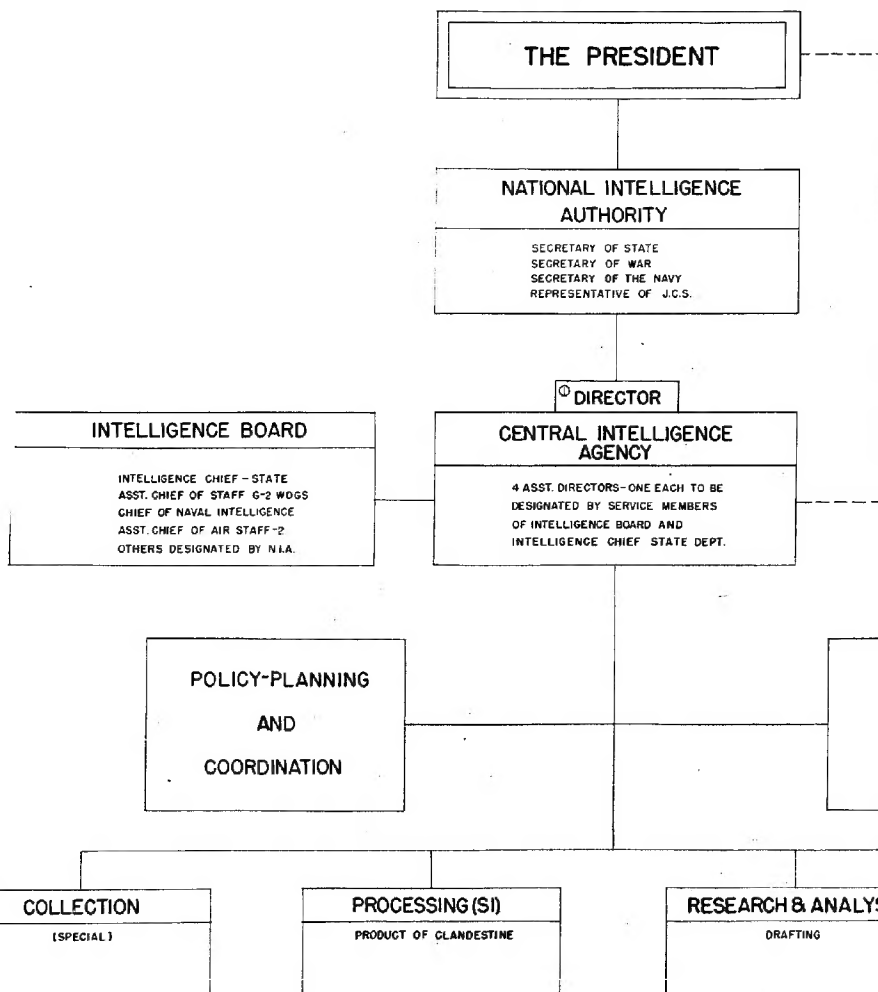 THE PRESIDENT
NATIONAL INTELLIGENCE
AUTHORITY
SECRETARY OF STATE
SECRETARY OF WAR
SECRETARY OF THE NAVY
REPRESENTATIVE OF J.C.S.
① DIRECTOR
INTELLIGENCE BOARD
INTELLIGENCE CHIEF - STATE
ASST. CHIEF OF STAFF G-2 WDGS
CHIEF OF NAVAL INTELLIGENCE
ASST. CHIEF OF AIR STAFF-2
OTHERS DESIGNATED BY N.I.A.
CENTRAL INTELLIGENCE
AGENCY
4 ASST. DIRECTORS-ONE EACH TO BE
DESIGNATED BY SERVICE MEMBERS
OF INTELLIGENCE BOARD AND
INTELLIGENCE CHIEF STATE DEPT.
POLICY-PLANNING
AND
COORDINATION
COLLECTION
(SPECIAL)
PROCESSING (SI)
PRODUCT OF CLANDESTINE
RESEARCH & ANALYS
DRAFTING